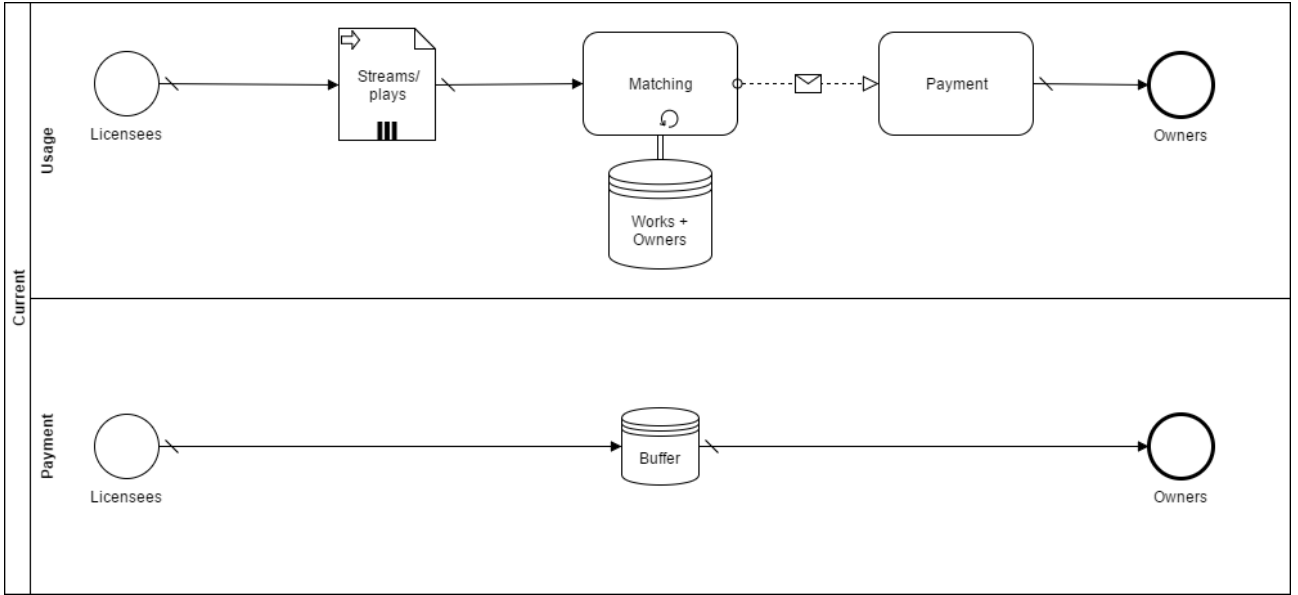 Current
Usage
Licensees
Streams/
plays
Matching
Works +
Owners
Payment
Owners
Payment
Licensees
Buffer
Owners